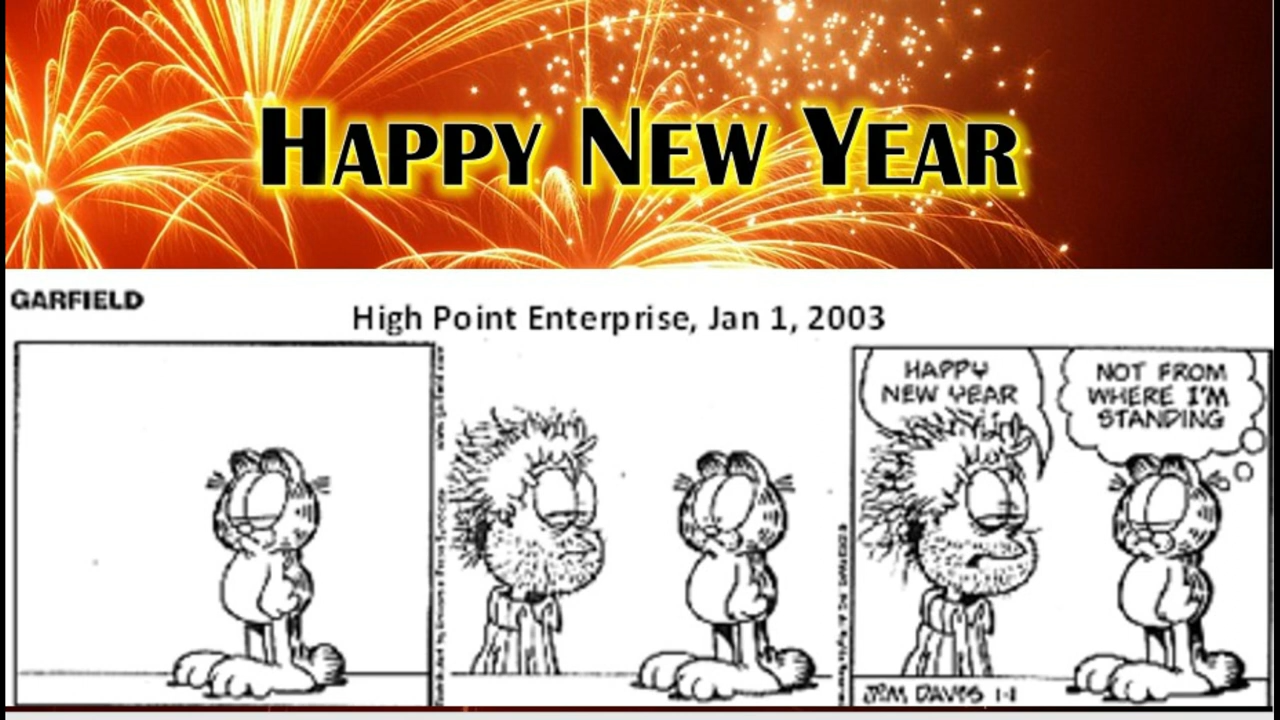 HAPPY NEW YEAR
GARFIELD
High Point Enterprise, Jan 1, 2003
HAPPY
NEW YEAR
NOT FROM
WHERE I'M
STANDING
JIM DAVIS 1-1